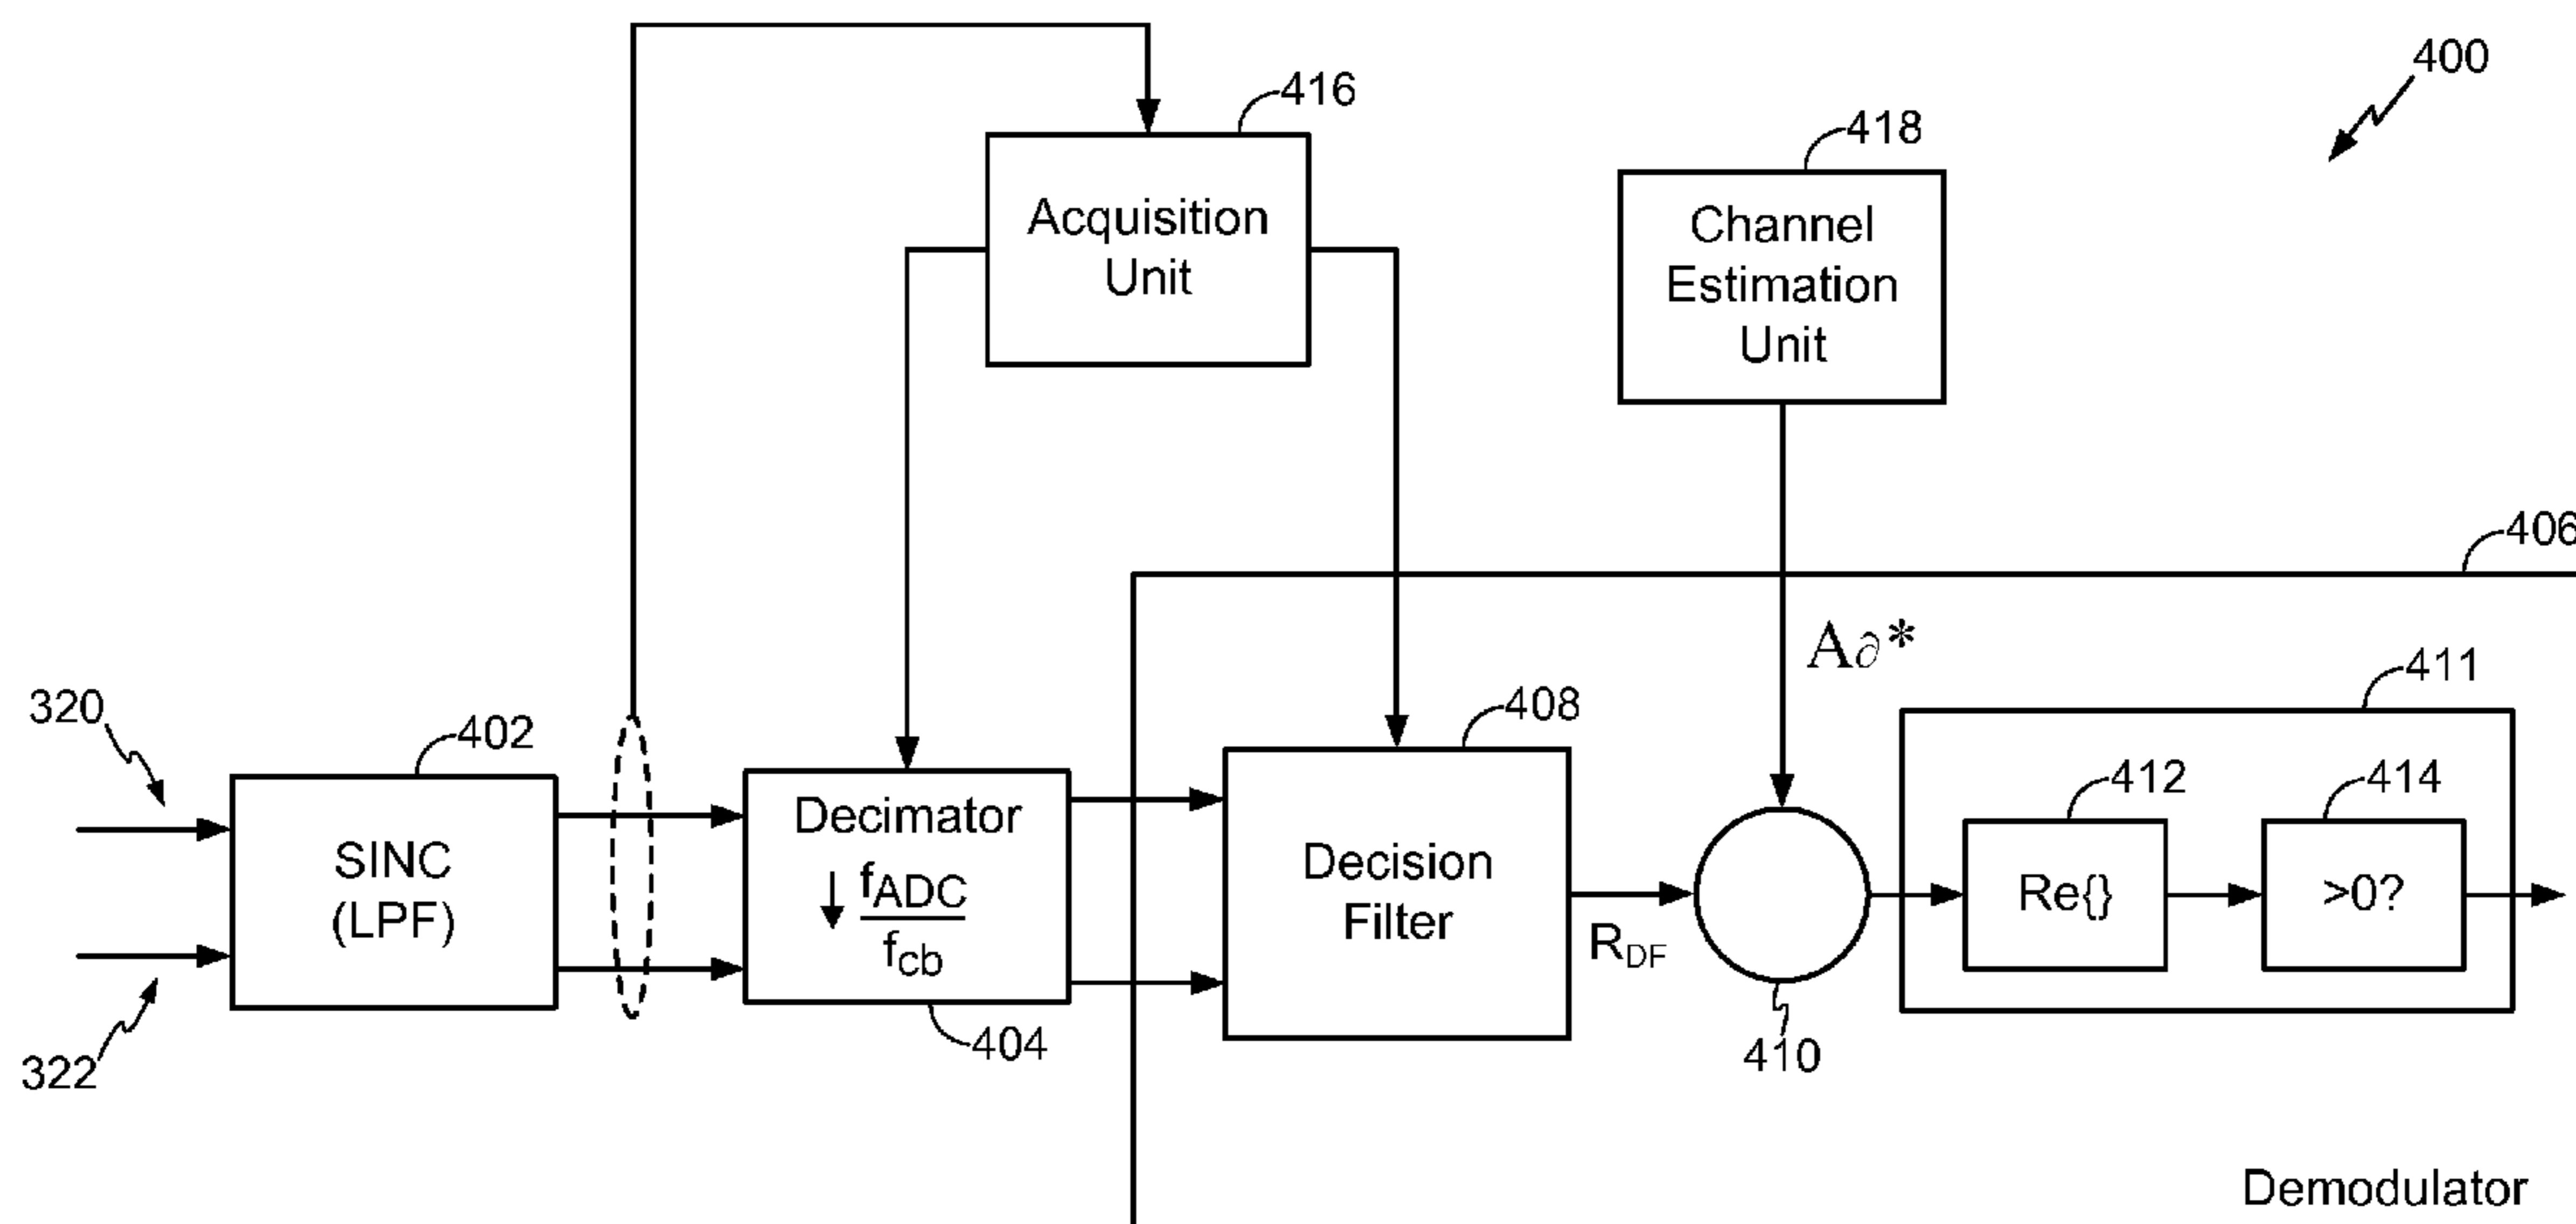 400
416
418
Acquisition
Unit
Channel
Estimation
Unit
406
A∂*
411
320
402
408
412
414
SINC
(LPF)
Decimator
↓ fADC
fcb
Decision
Filter
RDF
Re{}
>0?
322
404
410
Demodulator